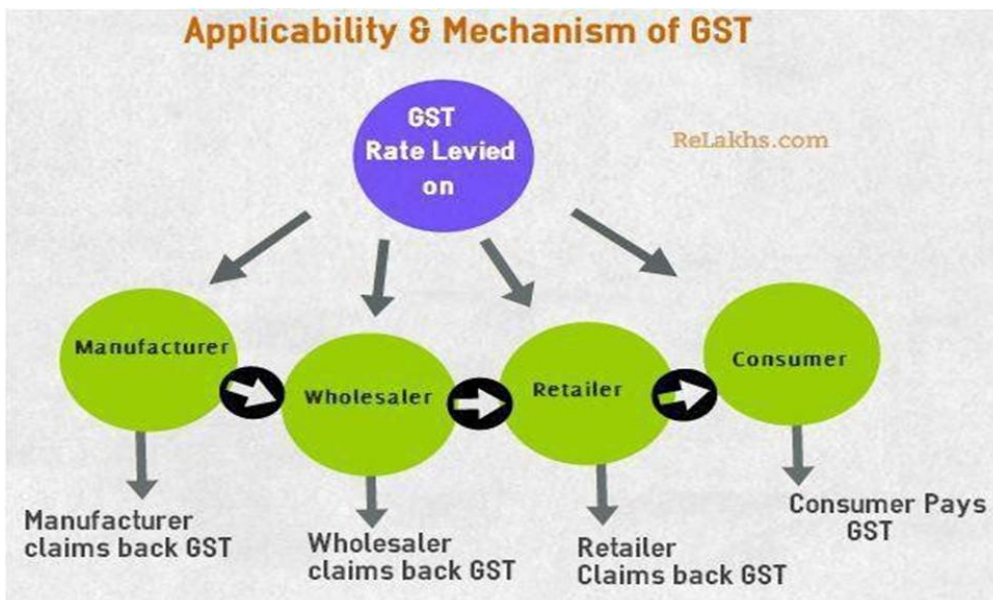 Applicability & Mechanism of GST
GST
Rate Levied
on
ReLakhs.com
Manufacturer
Wholesaler
Retailer
Consumer
Manufacturer
claims back GST
Wholesaler
claims back GST
Retailer
Claims back GST
Consumer Pays
GST